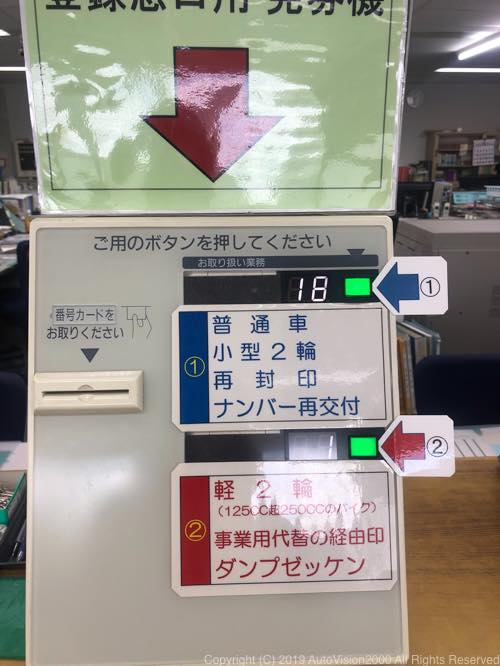 登録窓口用 発券機
ご用のボタンを押してください
お取り扱い業務
18
①
番号カードを
お取りください
①
普通車
小型2輪
再封印
ナンバー再交付
1
②
②
軽2輪
(125CC超250CCのバイク)
事業用代替の経由印
ダンプゼッケン
Copyright (C) 2019 AutoVision2000 All Rights Reserved